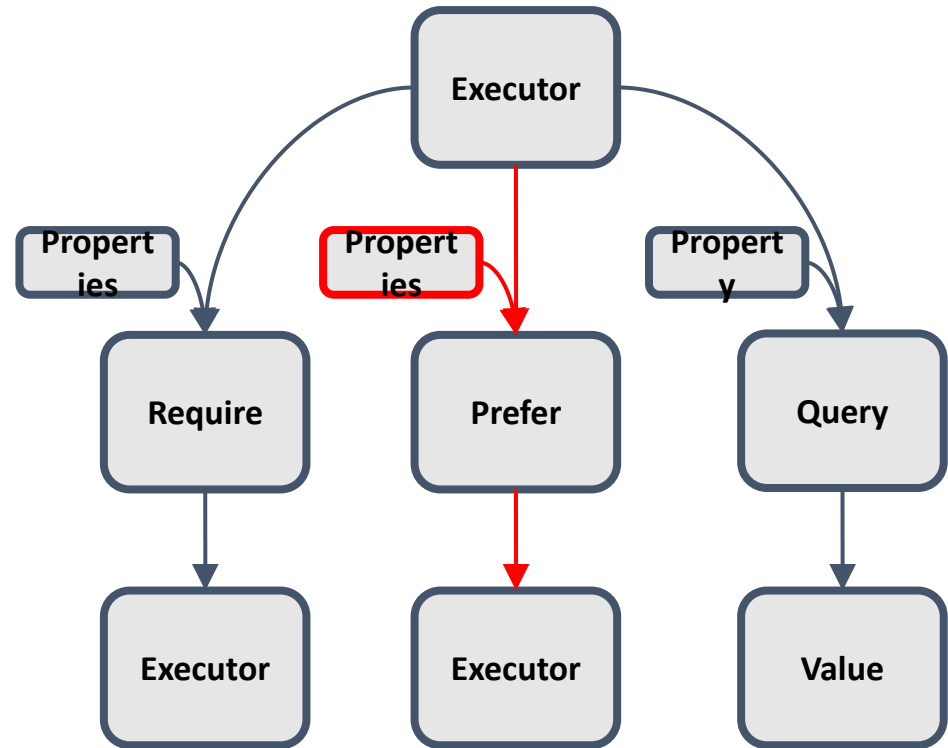 Executor
Propert
ies
Propert
ies
Propert
y
Require
Prefer
Query
Executor
Executor
Value